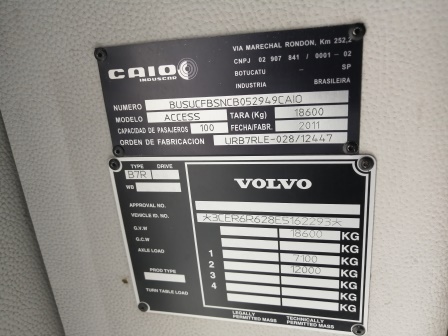 CAIO
INDUSCAR
VIA MARECHAL RONDON, Km 252,2
CNPJ 02 907 841 / 0001 - 02
BOTUCATU - SP
INDUSTRIA BRASILEIRA
NUMERO BUSUCFBSNCB052949CAIO
MODELO ACCESS TARA (Kg) 18600
CAPACIDAD DE PASAJEROS 100 FECHA/FABR. 2011
ORDEN DE FABRICACION URB7RLE-028/12447
TYPE DRIVE
B7R
WB
VOLVO
APPROVAL NO.
VEHICLE ID. NO. *3CER6R628E5162293*
G.V.W 18600 KG
G.C.W KG
AXLE LOAD 1 7100 KG
2 12000 KG
PROD TYPE 3 KG
4 KG
TURN TABLE LOAD KG
LEGALLY PERMITTED MASS TECHNICALLY PERMITTED MASS